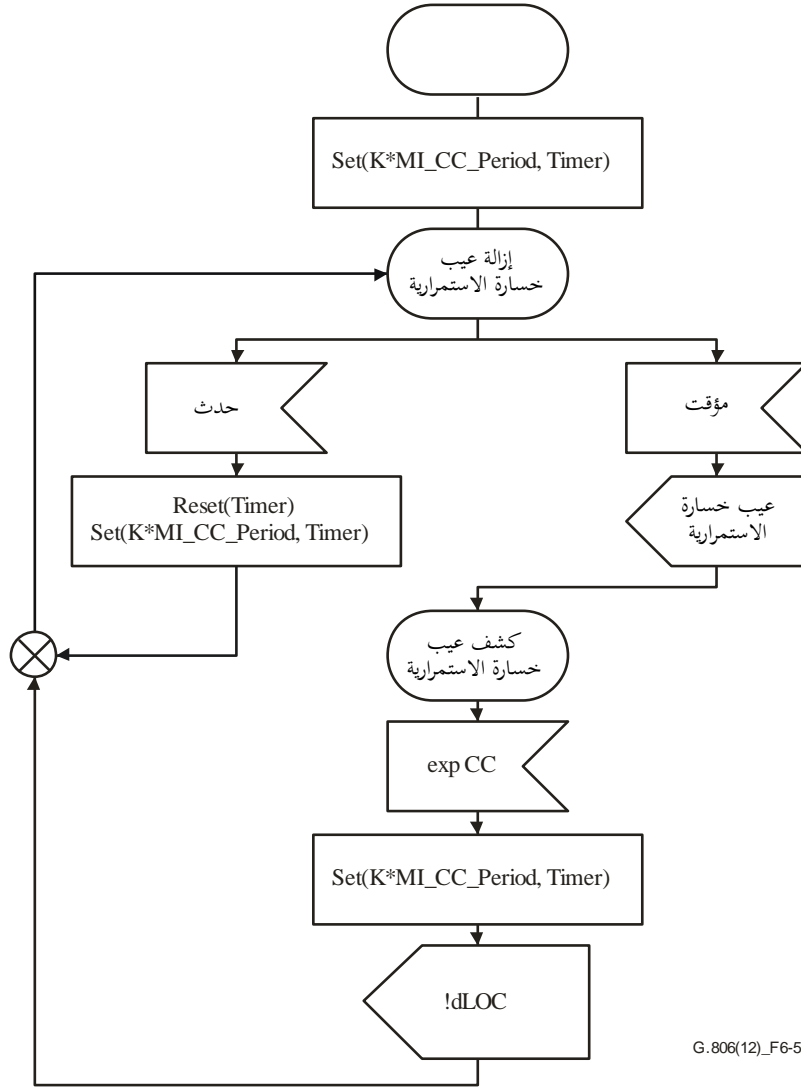 Set(K*MI_CC_Period, Timer)
إزالة عيب
خسارة الاستمرارية
حدث
مؤقت
Reset(Timer)
Set(K*MI_CC_Period, Timer)
عيب خسارة
الاستمرارية
كشف عيب
خسارة الاستمرارية
exp CC
Set(K*MI_CC_Period, Timer)
!dLOC
G.806(12)_F6-5